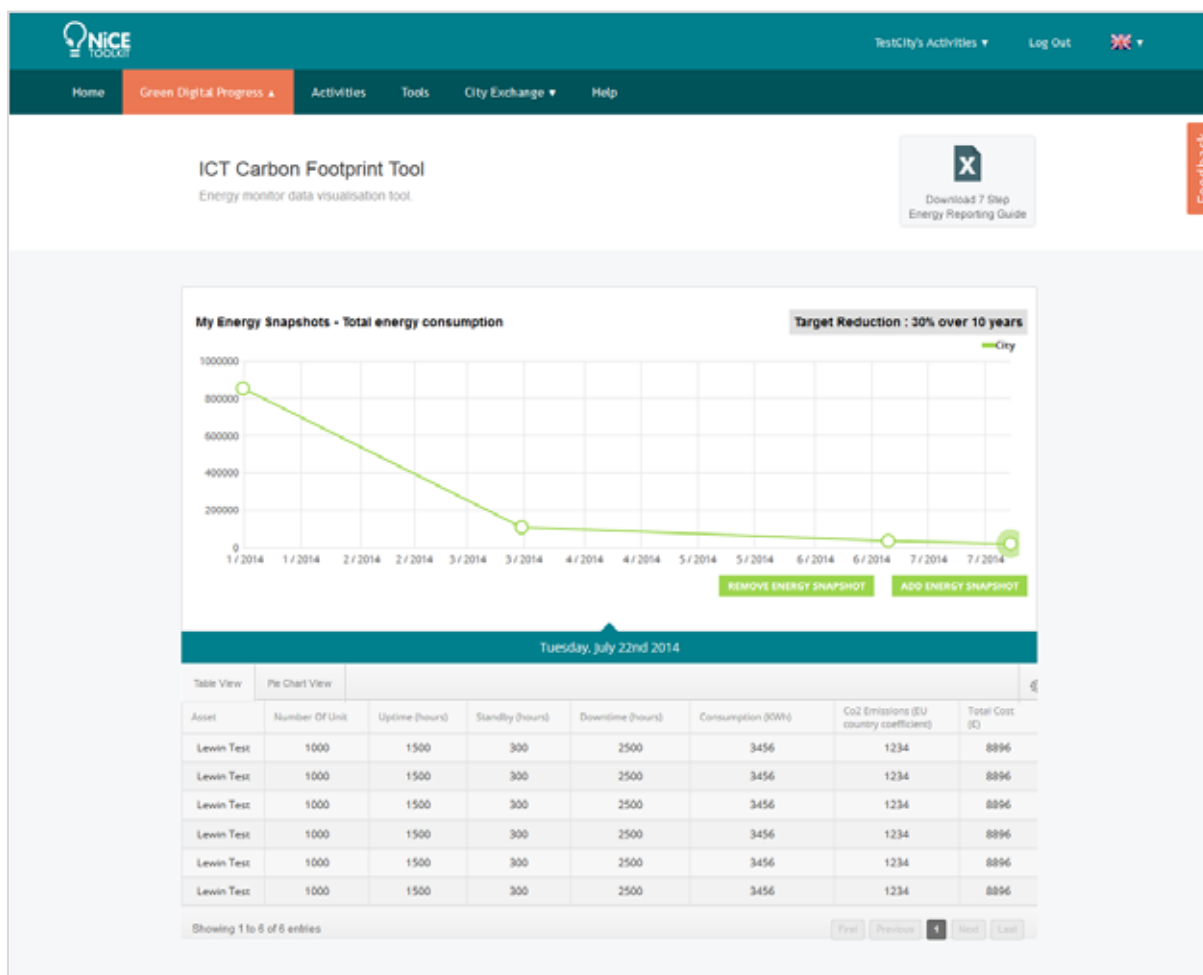 NiCE
TOOLKIT
TestCity's Activities ▾
Log Out
Home
Green Digital Progress ▴
Activities
Tools
City Exchange ▾
Help
ICT Carbon Footprint Tool
Energy monitor data visualisation tool.
Download 7 Step
Energy Reporting Guide
Feedback
My Energy Snapshots - Total energy consumption
Target Reduction : 30% over 10 years
City
1000000
800000
600000
400000
200000
0
1 / 2014 1 / 2014 2 / 2014 2 / 2014 3 / 2014 3 / 2014 4 / 2014 4 / 2014 5 / 2014 5 / 2014 6 / 2014 6 / 2014 7 / 2014 7 / 2014
REMOVE ENERGY SNAPSHOT
ADD ENERGY SNAPSHOT
Tuesday, July 22nd 2014
Table View Pie Chart View
Asset Number Of Unit Uptime (hours) Standby (hours) Downtime (hours) Consumption (KWh) Co2 Emissions (EU country coefficient) Total Cost (£)
Lewin Test 1000 1500 300 2500 3456 1234 8896
Lewin Test 1000 1500 300 2500 3456 1234 8896
Lewin Test 1000 1500 300 2500 3456 1234 8896
Lewin Test 1000 1500 300 2500 3456 1234 8896
Lewin Test 1000 1500 300 2500 3456 1234 8896
Lewin Test 1000 1500 300 2500 3456 1234 8896
Showing 1 to 6 of 6 entries
First Previous 1 Next Last